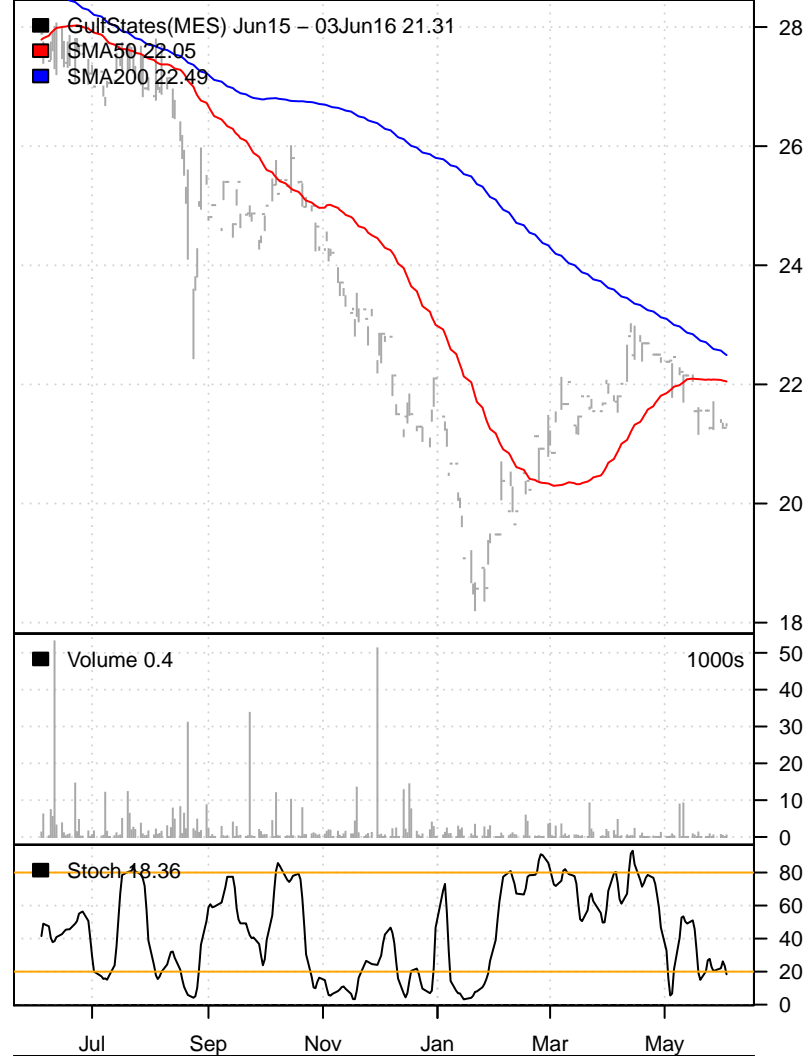 GulfStates(MES) Jun15 – 03Jun16 21.31
SMA50 22.05
SMA200 22.49
28
26
24
22
20
18
Volume 0.4
1000s
50
40
30
20
10
0
Stoch 18.36
80
60
40
20
0
Jul Sep Nov Jan Mar May